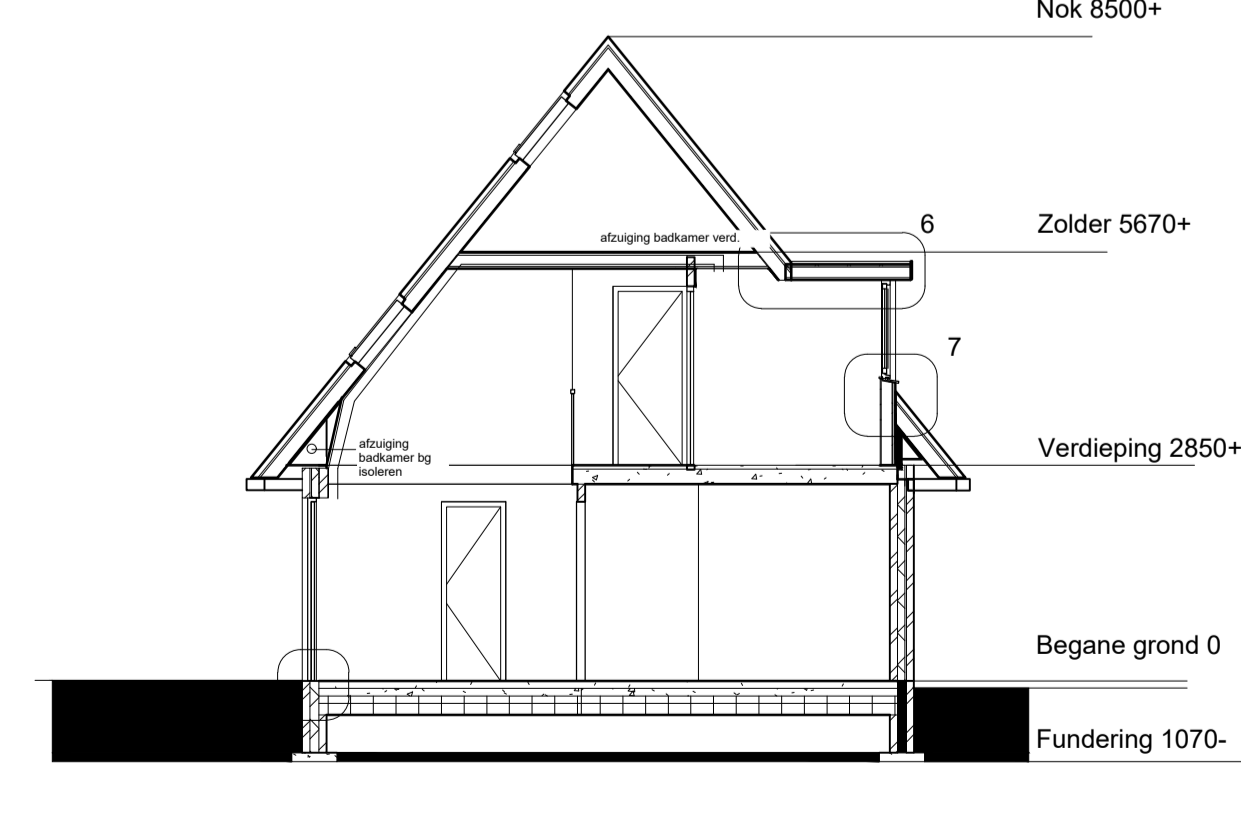 Nok 8500+
6
Zolder 5670+
afzuiging badkamer verd.
7
afzuiging
badkamer bg
isoleren
Verdieping 2850+
Begane grond 0
Fundering 1070-